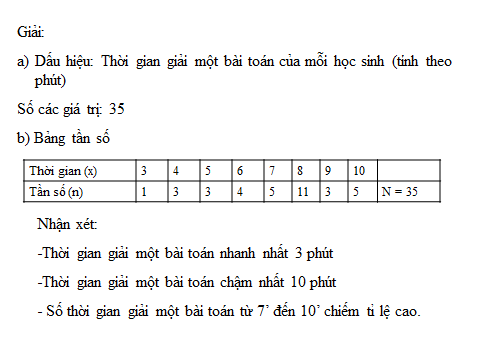 Giải:
a) Dấu hiệu: Thời gian giải một bài toán của mỗi học sinh (tính theo
phút)
Số các giá trị: 35
b) Bảng tần số
Thời gian (x) 3 4 5 6 7 8 9 10
Tần số (n) 1 3 3 4 5 11 3 5 N = 35
Nhận xét:
-Thời gian giải một bài toán nhanh nhất 3 phút
-Thời gian giải một bài toán chậm nhất 10 phút
- Số thời gian giải một bài toán từ 7’ đến 10’ chiếm tỉ lệ cao.